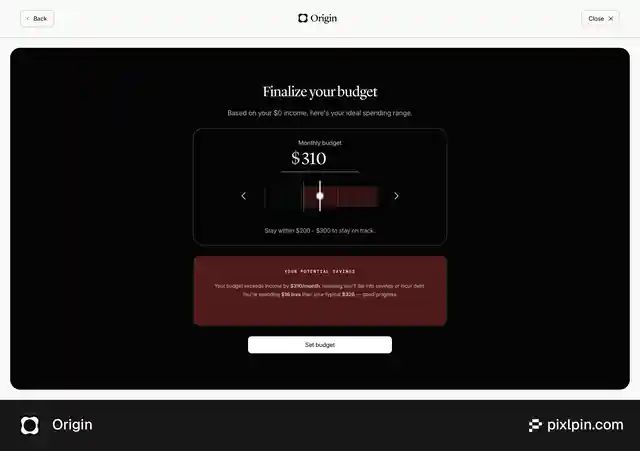 Back
Origin
Close
Finalize your budget
Based on your $0 income, here's your ideal spending range.
Monthly budget
$310
Stay within $200 - $300 to stay on track.
YOUR POTENTIAL SAVINGS
Your budget exceeds income by $310/month, meaning you'll dip into savings or incur debt
You're spending $16 less than your typical $326 — good progress.
Set budget
Origin
pixlpin.com